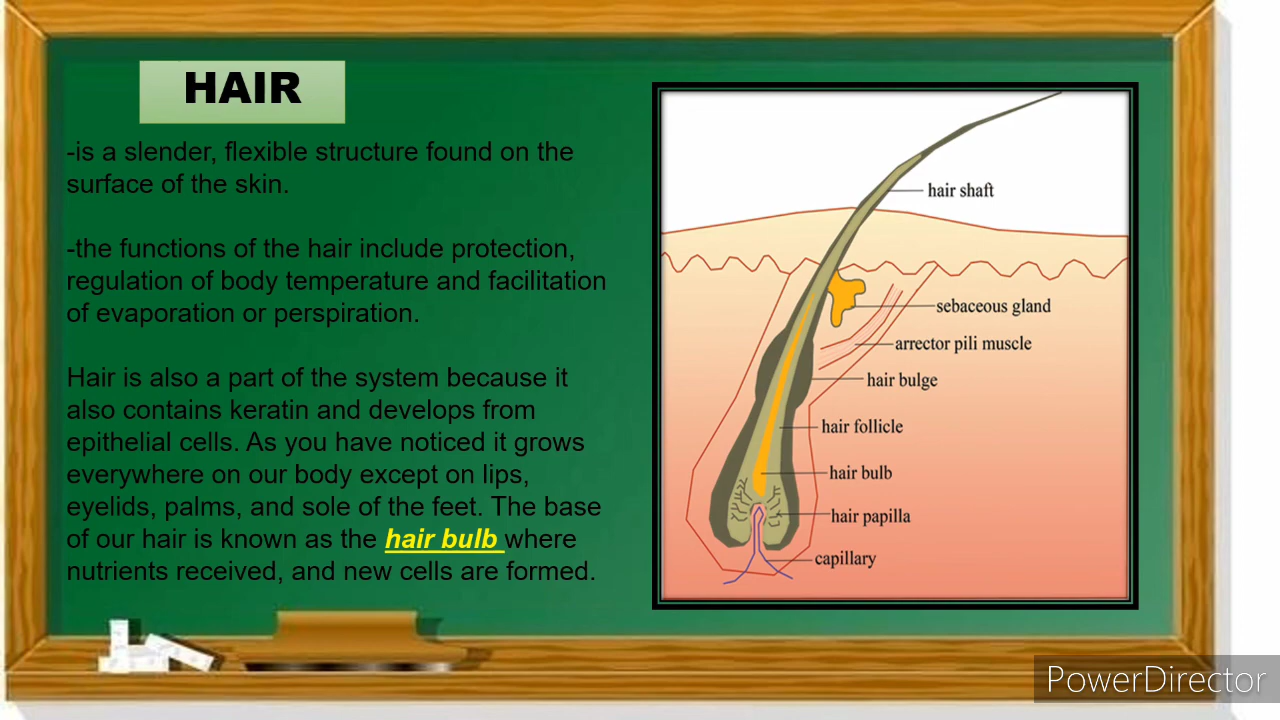 HAIR
-is a slender, flexible structure found on the
surface of the skin.
-the functions of the hair include protection,
regulation of body temperature and facilitation
of evaporation or perspiration.
Hair is also a part of the system because it
also contains keratin and develops from
epithelial cells. As you have noticed it grows
everywhere on our body except on lips,
eyelids, palms, and sole of the feet. The base
of our hair is known as the hair bulb where
nutrients received, and new cells are formed.
hair shaft
sebaceous gland
arrector pili muscle
hair bulge
hair follicle
hair bulb
hair papilla
capillary
PowerDirector